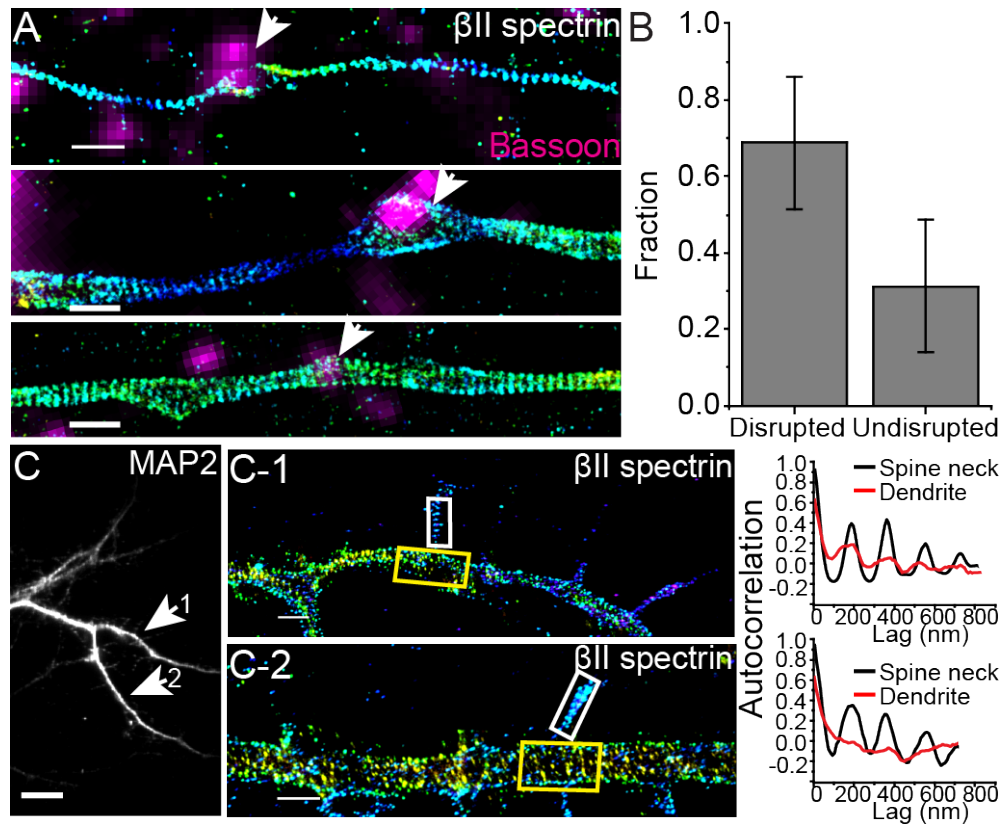 A
βII spectrin
Bassoon
B
1.0
0.8
0.6
0.4
0.2
0.0
Fraction
Disrupted Undisrupted
C
MAP2
1
2
C-1
βII spectrin
C-2
βII spectrin
Autocorrelation
1.0
0.8
0.6
0.4
0.2
0.0
-0.2
Spine neck
Dendrite
0 200 400 600 800
Lag (nm)
1.0
0.8
0.6
0.4
0.2
0.0
-0.2
Spine neck
Dendrite
0 200 400 600 800
Lag (nm)